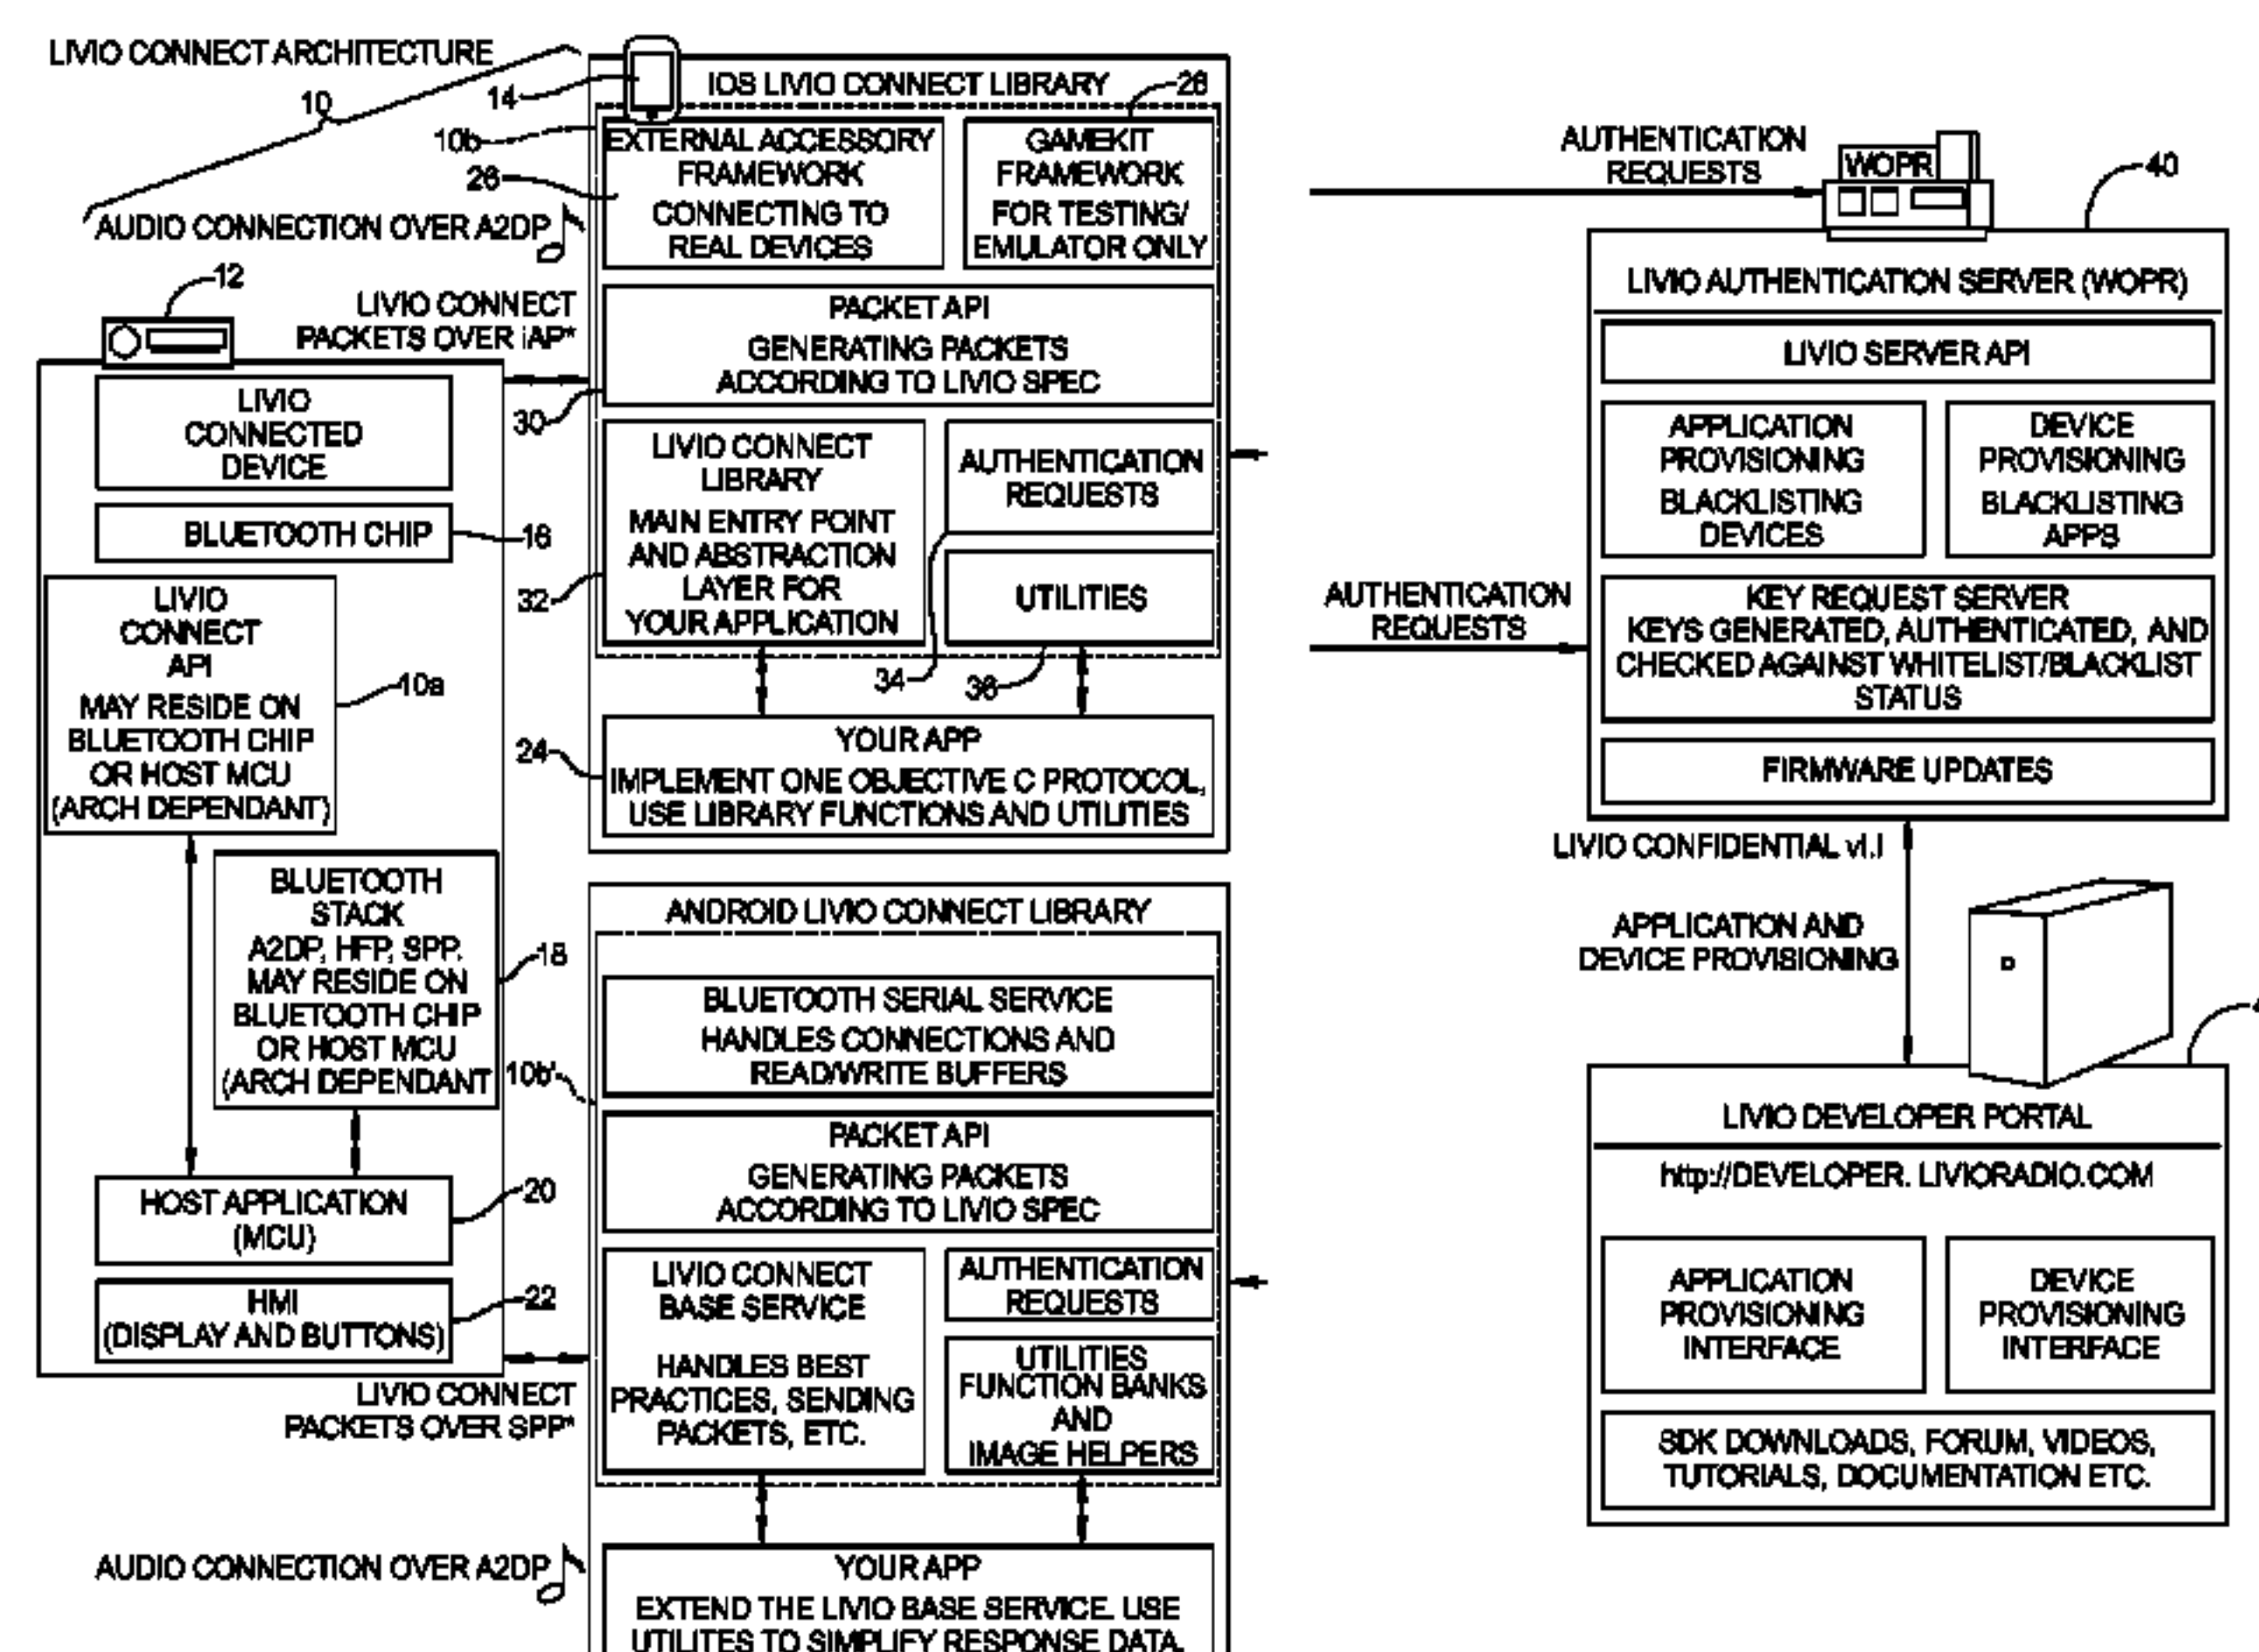 LIVIO CONNECT ARCHITECTURE
10
14
AUDIO CONNECTION OVER A2DP
12
LIVIO CONNECT
PACKETS OVER iAP*
LIVIO
CONNECTED
DEVICE
BLUETOOTH CHIP
16
LIVIO
CONNECT
API
MAY RESIDE ON
BLUETOOTH CHIP
OR HOST MCU
(ARCH DEPENDANT)
10a
BLUETOOTH
STACK
A2DP, HFP, SPP.
MAY RESIDE ON
BLUETOOTH CHIP
OR HOST MCU
(ARCH DEPENDANT
18
HOST APPLICATION
(MCU)
20
HMI
(DISPLAY AND BUTTONS)
22
LIVIO CONNECT
PACKETS OVER SPP*
AUDIO CONNECTION OVER A2DP
IOS LIVIO CONNECT LIBRARY
10b
26
EXTERNAL ACCESSORY
FRAMEWORK
CONNECTING TO
REAL DEVICES
GAMEKIT
FRAMEWORK
FOR TESTING/
EMULATOR ONLY
PACKET API
GENERATING PACKETS
ACCORDING TO LIVIO SPEC
30
LIVIO CONNECT
LIBRARY
MAIN ENTRY POINT
AND ABSTRACTION
LAYER FOR
YOUR APPLICATION
32
AUTHENTICATION
REQUESTS
UTILITIES
34
36
24
YOUR APP
IMPLEMENT ONE OBJECTIVE C PROTOCOL,
USE LIBRARY FUNCTIONS AND UTILITIES
ANDROID LIVIO CONNECT LIBRARY
BLUETOOTH SERIAL SERVICE
HANDLES CONNECTIONS AND
READ/WRITE BUFFERS
10b'
PACKET API
GENERATING PACKETS
ACCORDING TO LIVIO SPEC
LIVIO CONNECT
BASE SERVICE
HANDLES BEST
PRACTICES, SENDING
PACKETS, ETC.
AUTHENTICATION
REQUESTS
UTILITIES
FUNCTION BANKS
AND
IMAGE HELPERS
YOUR APP
EXTEND THE LIVIO BASE SERVICE. USE
UTILITES TO SIMPLIFY RESPONSE DATA.
AUTHENTICATION
REQUESTS
WOPR
40
LIVIO AUTHENTICATION SERVER (WOPR)
LIVIO SERVER API
APPLICATION
PROVISIONING
BLACKLISTING
DEVICES
DEVICE
PROVISIONING
BLACKLISTING
APPS
AUTHENTICATION
REQUESTS
KEY REQUEST SERVER
KEYS GENERATED, AUTHENTICATED, AND
CHECKED AGAINST WHITELIST/BLACKLIST
STATUS
FIRMWARE UPDATES
LIVIO CONFIDENTIAL v1.1
APPLICATION AND
DEVICE PROVISIONING
LIVIO DEVELOPER PORTAL
http://DEVELOPER. LIVIORADIO.COM
APPLICATION
PROVISIONING
INTERFACE
DEVICE
PROVISIONING
INTERFACE
SDK DOWNLOADS, FORUM, VIDEOS,
TUTORIALS, DOCUMENTATION ETC.